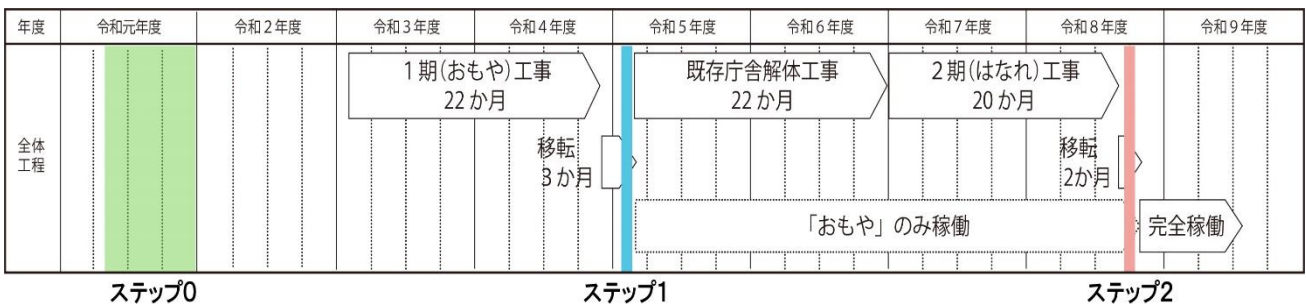 年度
令和元年度
令和2年度
令和3年度
令和4年度
令和5年度
令和6年度
令和7年度
令和8年度
令和9年度
全体
工程
1期(おもや)工事
22か月
既存庁舎解体工事
22か月
2期(はなれ)工事
20か月
移転
3か月
移転
2か月
「おもや」のみ稼働
完全稼働
ステップ0
ステップ1
ステップ2